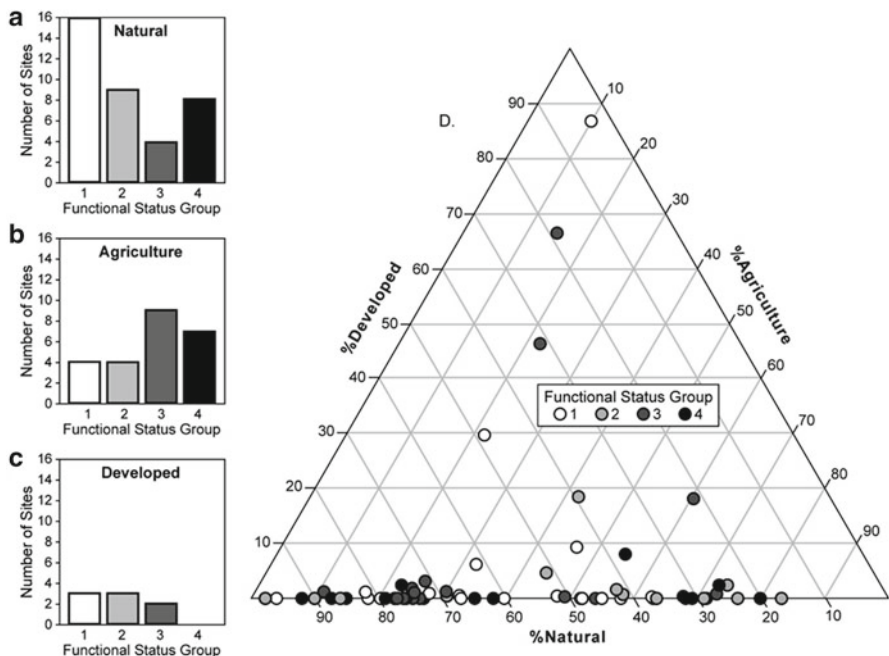 a
Natural
Number of Sites
16
14
12
10
8
6
4
2
0
1 2 3 4
Functional Status Group
b
Agriculture
Number of Sites
16
14
12
10
8
6
4
2
0
1 2 3 4
Functional Status Group
c
Developed
Number of Sites
16
14
12
10
8
6
4
2
0
1 2 3 4
Functional Status Group
D.
%Developed
90
80
70
60
50
40
30
20
10
%Agriculture
10
20
30
40
50
60
70
80
90
Functional Status Group
1 2 3 4
90 80 70 60 50 40 30 20 10
%Natural